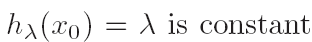 h_λ(x_0) = λ is constant